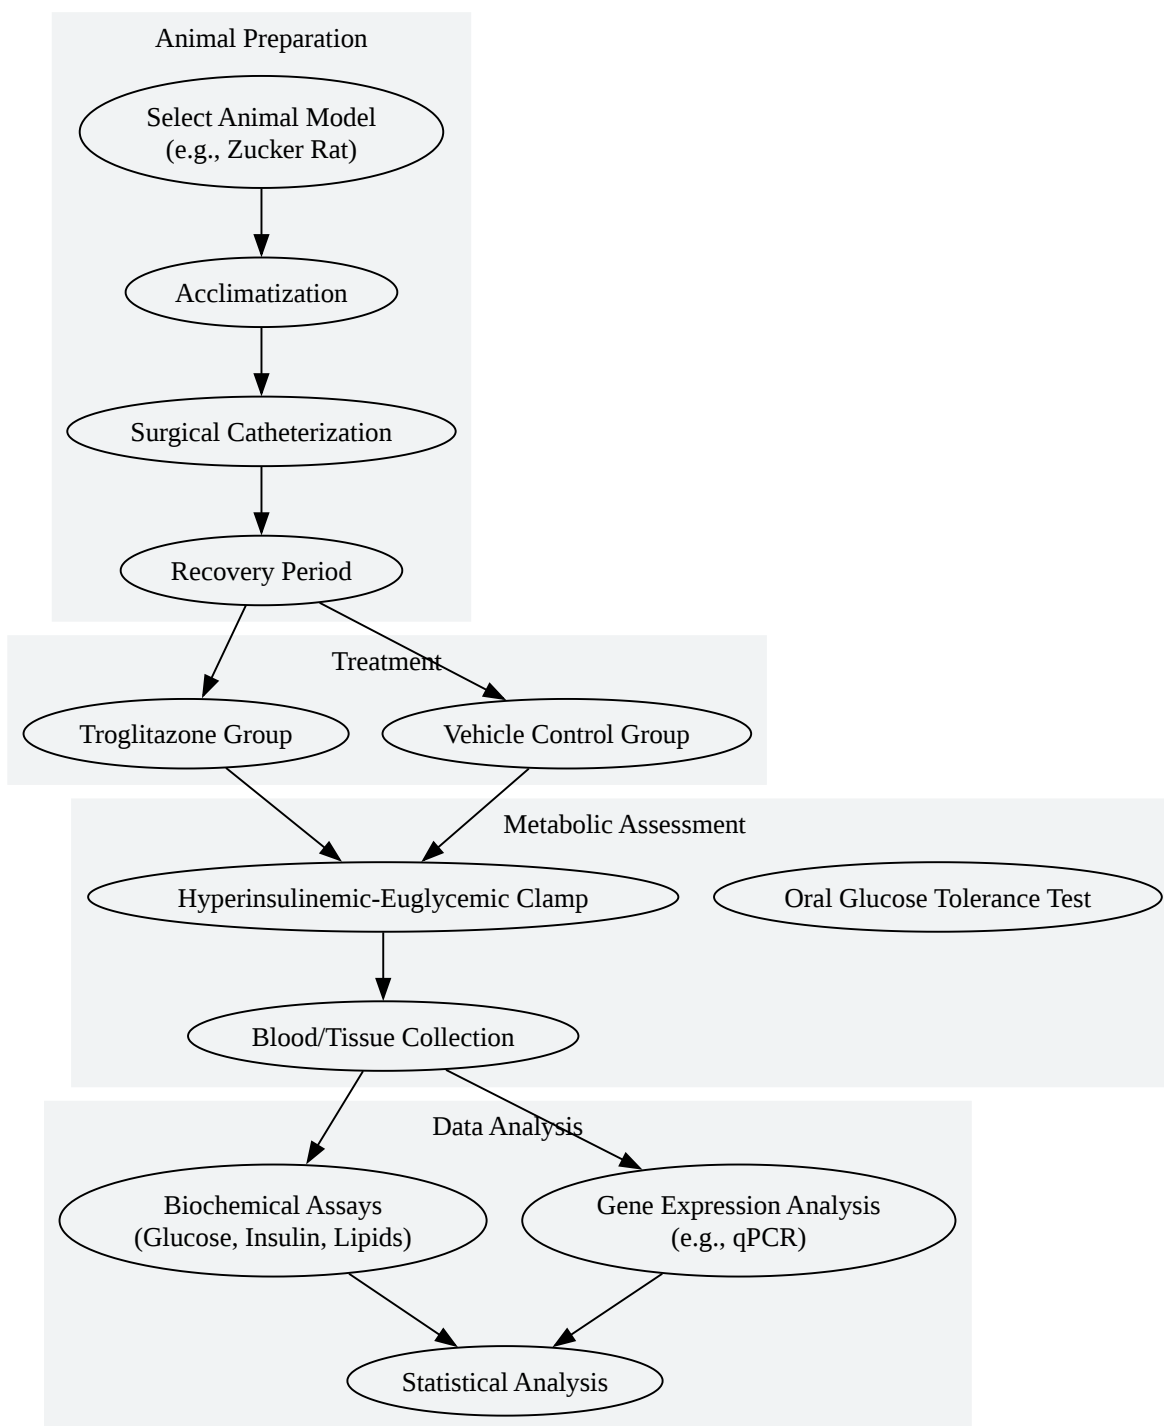 Animal Preparation
Select Animal Model
(e.g., Zucker Rat)
Acclimatization
Surgical Catheterization
Recovery Period
Treatment
Troglitazone Group
Vehicle Control Group
Metabolic Assessment
Hyperinsulinemic-Euglycemic Clamp
Oral Glucose Tolerance Test
Blood/Tissue Collection
Data Analysis
Biochemical Assays
(Glucose, Insulin, Lipids)
Gene Expression Analysis
(e.g., qPCR)
Statistical Analysis